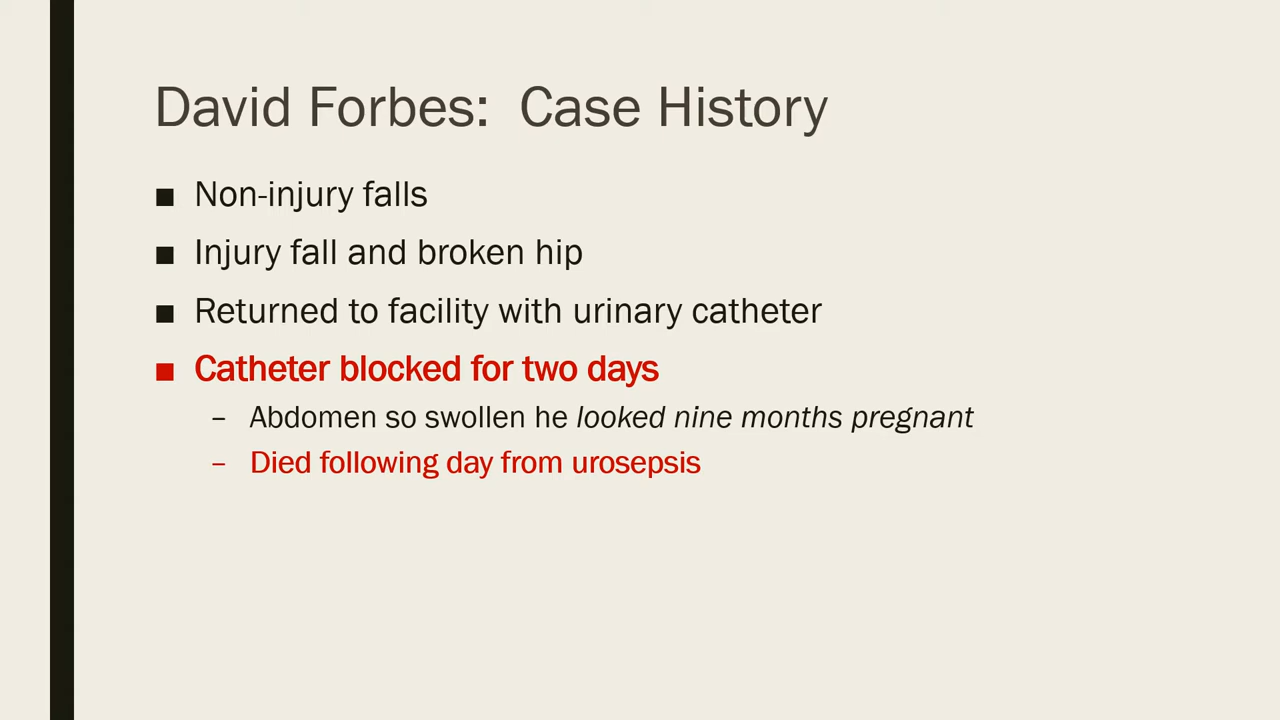 David Forbes:  Case History
■ Non-injury falls
■ Injury fall and broken hip
■ Returned to facility with urinary catheter
■ Catheter blocked for two days
– Abdomen so swollen he looked nine months pregnant
– Died following day from urosepsis